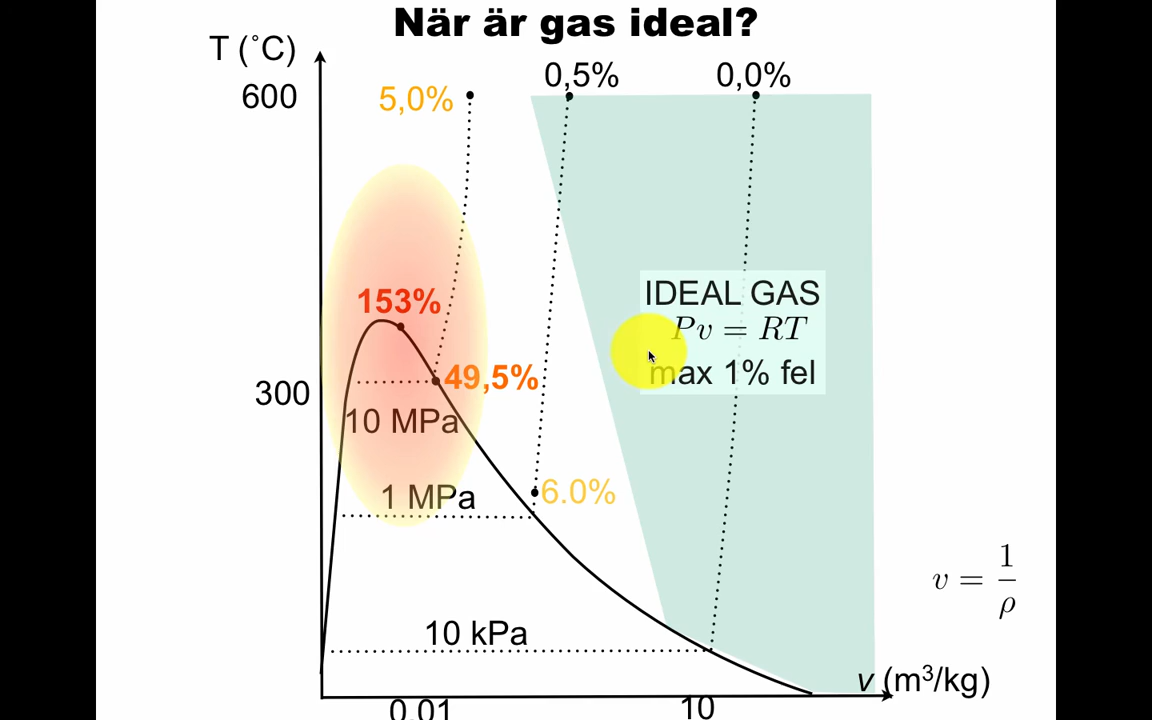 När är gas ideal?
T (˚C)
600
5,0%
0,5%
0,0%
153%
IDEAL GAS
Pv = RT
max 1% fel
49,5%
300
10 MPa
1 MPa
6.0%
10 kPa
v = 1/ρ
v (m³/kg)
0,01
10